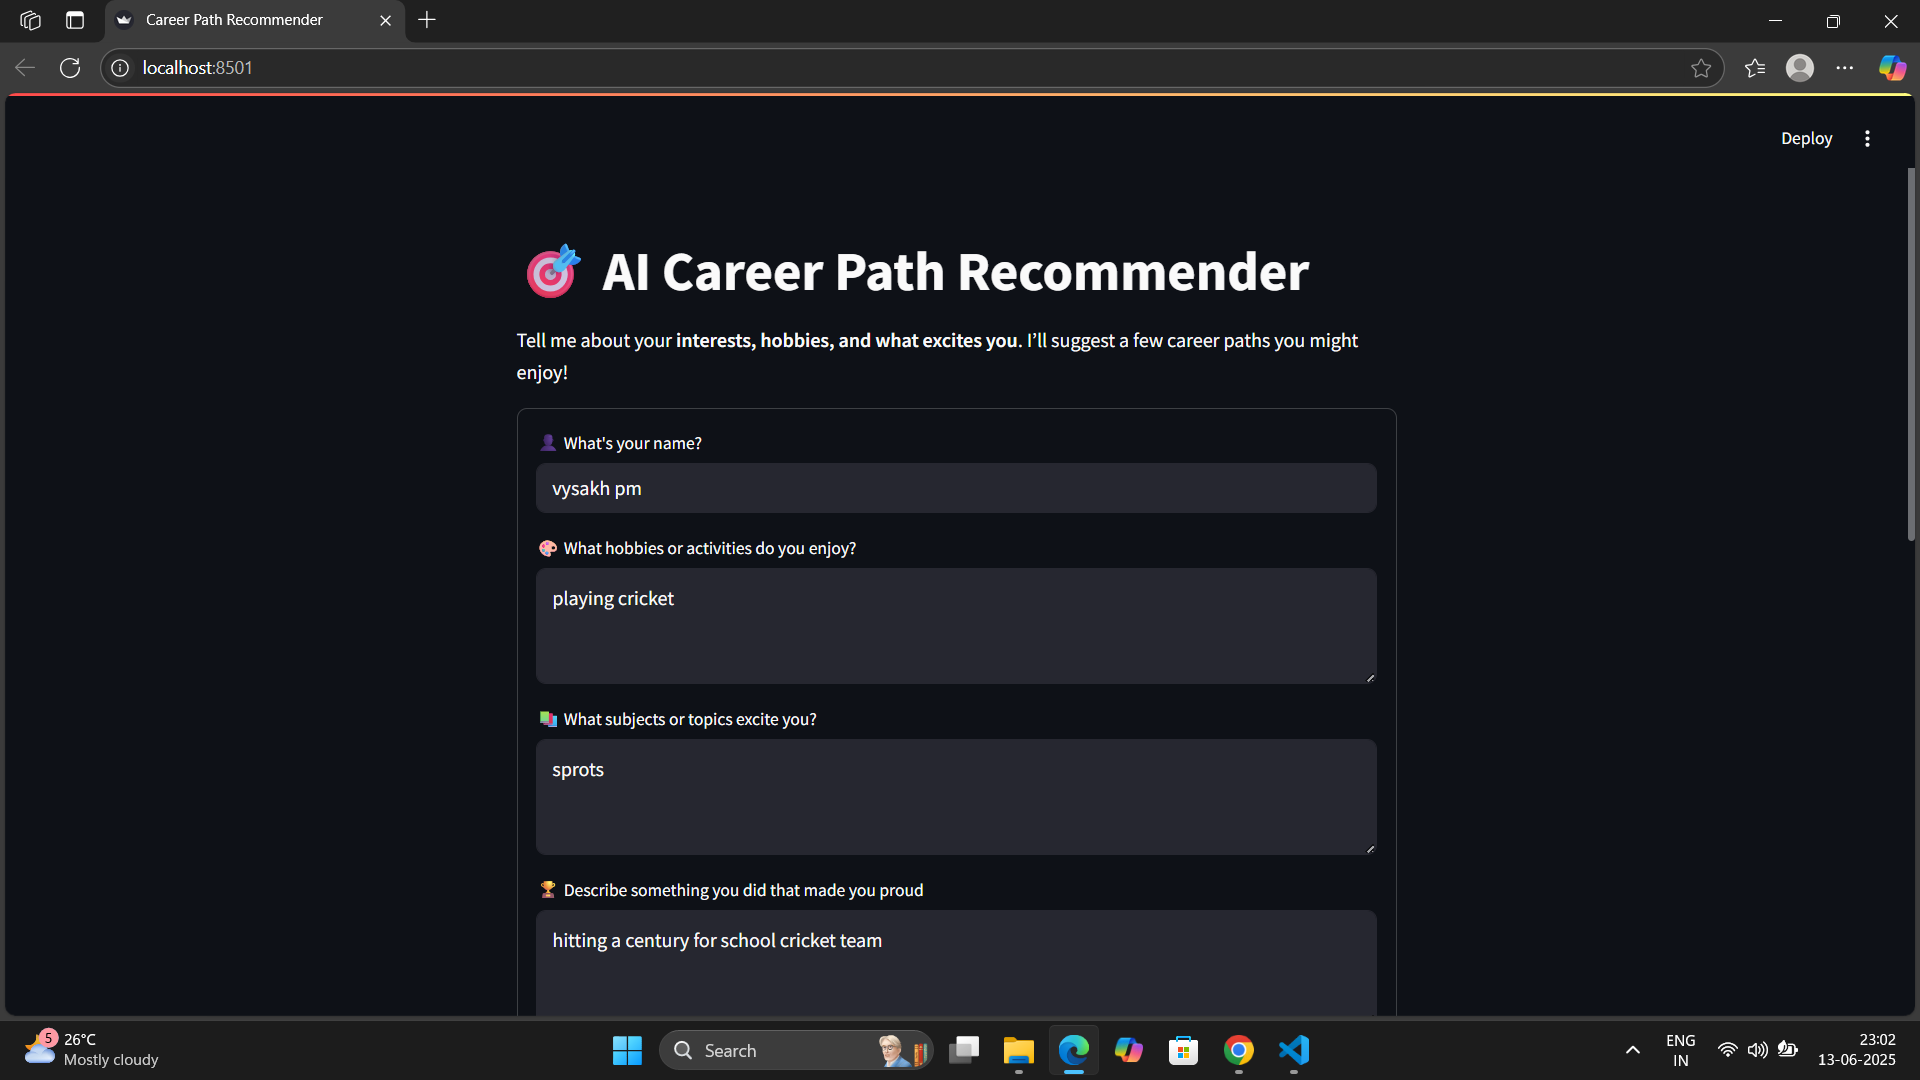 Career Path Recommender
localhost:8501
Deploy
AI Career Path Recommender
Tell me about your interests, hobbies, and what excites you. I’ll suggest a few career paths you might
enjoy!
What's your name?
vysakh pm
What hobbies or activities do you enjoy?
playing cricket
What subjects or topics excite you?
sprots
Describe something you did that made you proud
hitting a century for school cricket team
5
26°C
Mostly cloudy
Search
ENG
IN
23:02
13-06-2025